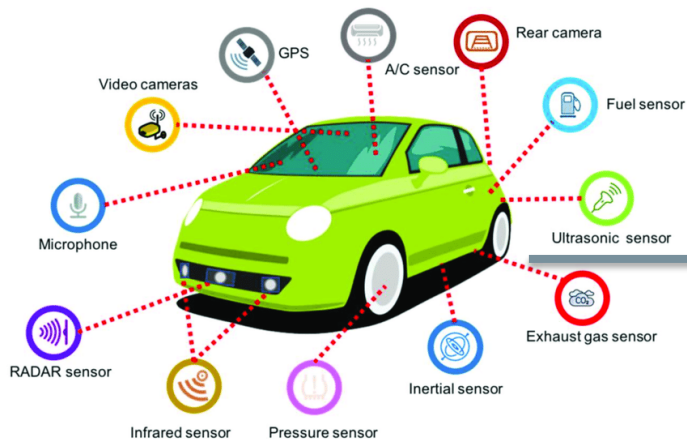 GPS
A/C sensor
Rear camera
Video cameras
Fuel sensor
Microphone
Ultrasonic sensor
CO₂
Exhaust gas sensor
RADAR sensor
Inertial sensor
Infrared sensor
Pressure sensor